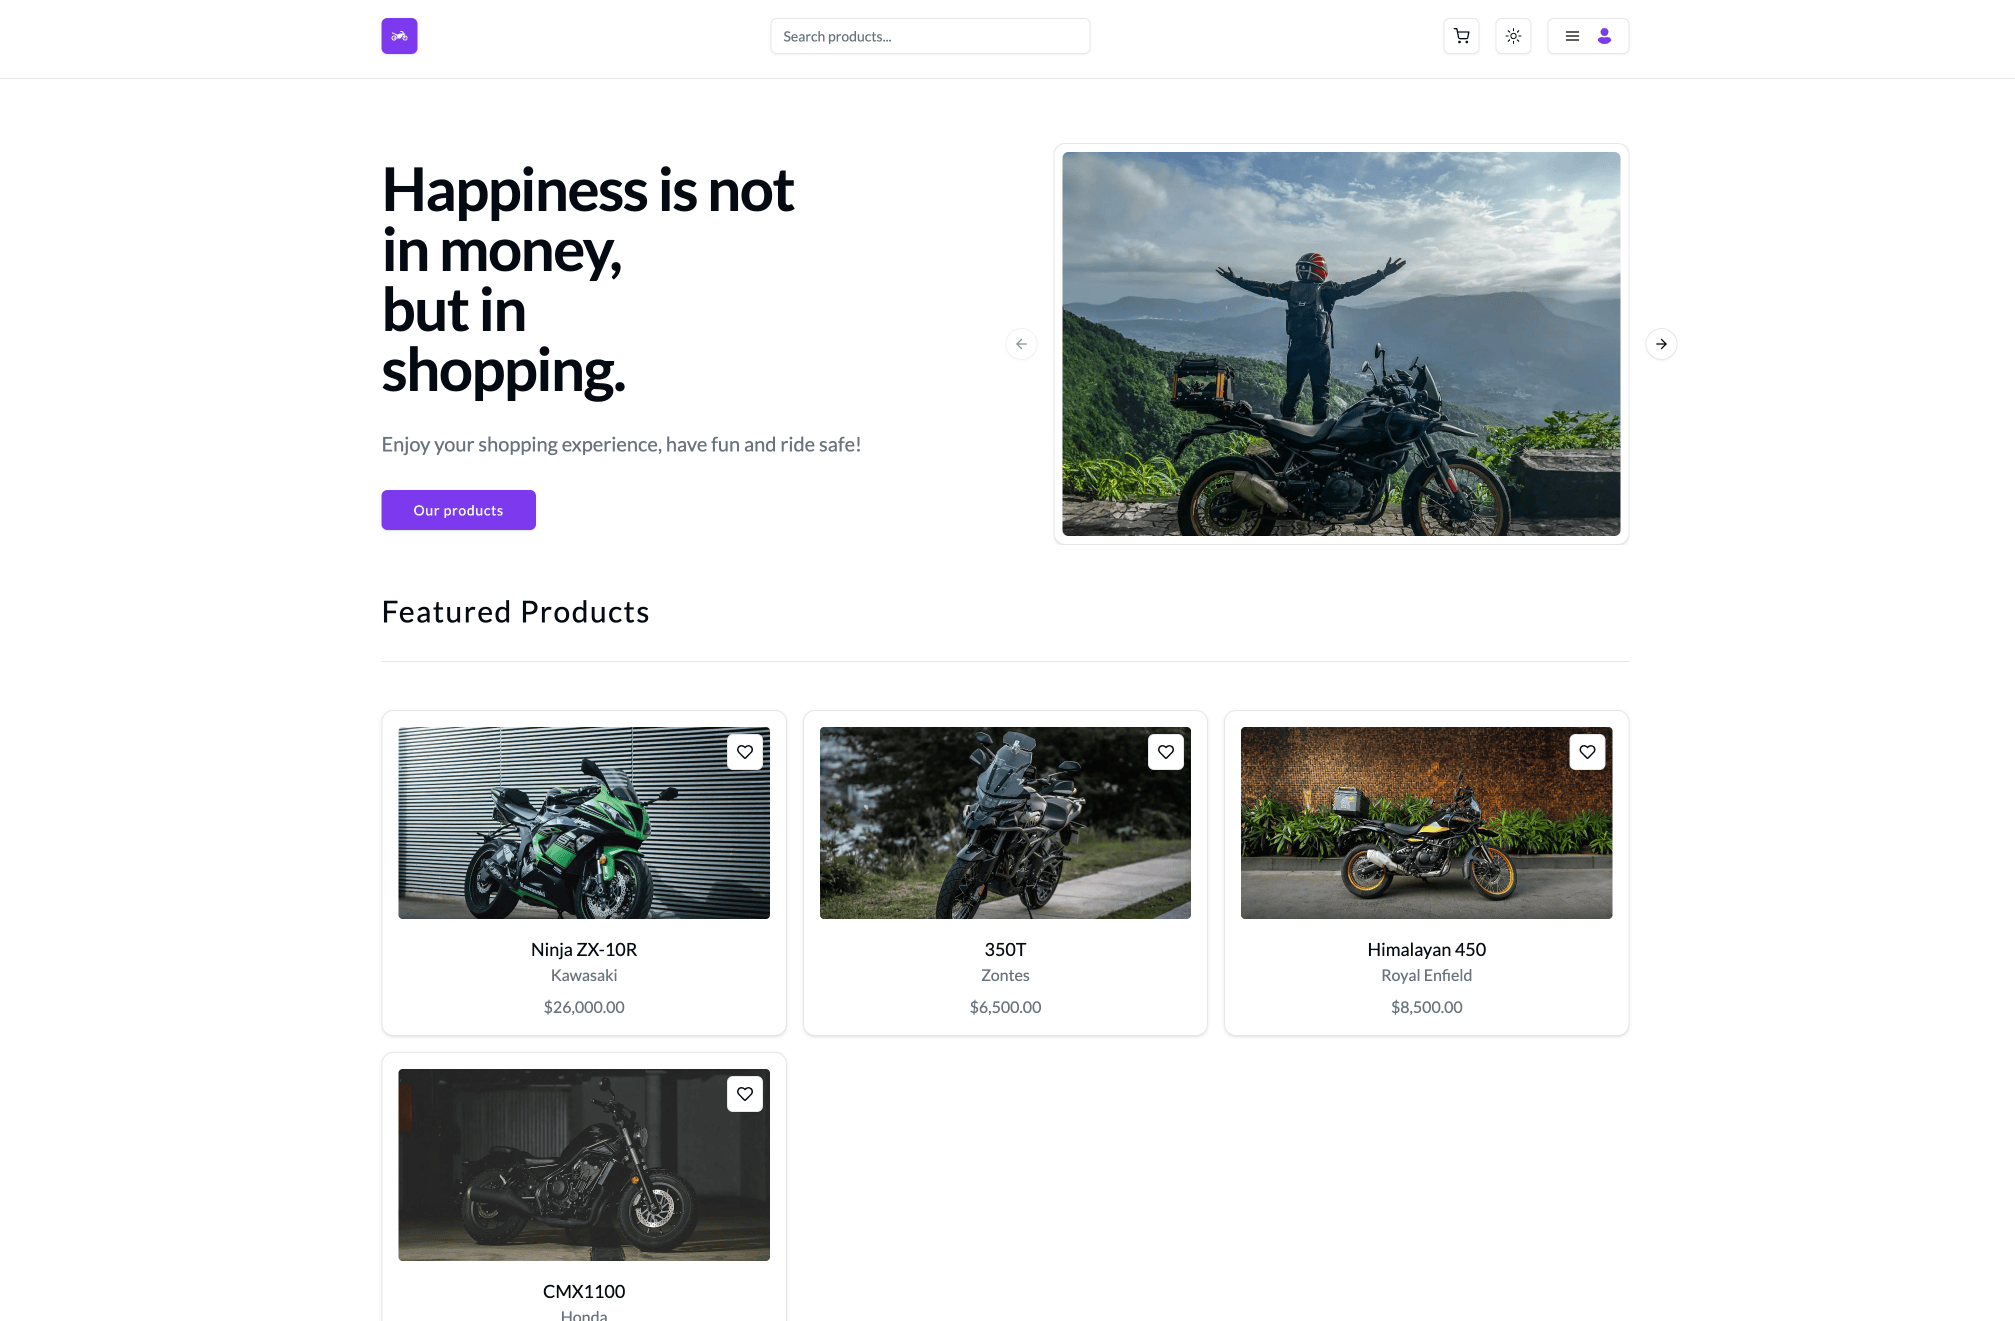 Search products...
Happiness is not
in money,
but in
shopping.
Enjoy your shopping experience, have fun and ride safe!
Our products
Featured Products
Ninja ZX-10R
Kawasaki
$26,000.00
350T
Zontes
$6,500.00
Himalayan 450
Royal Enfield
$8,500.00
CMX1100
Honda